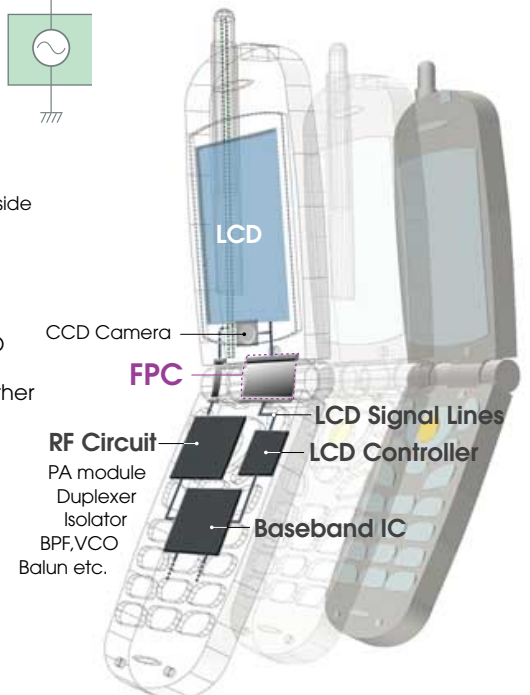 side
LCD
CCD Camera
FPC
LCD Signal Lines
RF Circuit
LCD Controller
PA module
Duplexer
Isolator
BPF,VCO
Balun etc.
Baseband IC